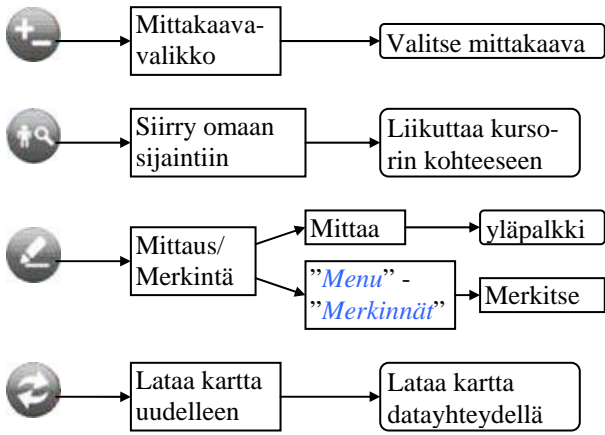 Mittakaava-
valikko
Valitse mittakaava
Siirry omaan
sijaintiin
Liikuttaa kurso-
rin kohteeseen
Mittaus/
Merkintä
Mittaa
yläpalkki
”Menu” -
”Merkinnät”
Merkitse
Lataa kartta
uudelleen
Lataa kartta
datayhteydellä